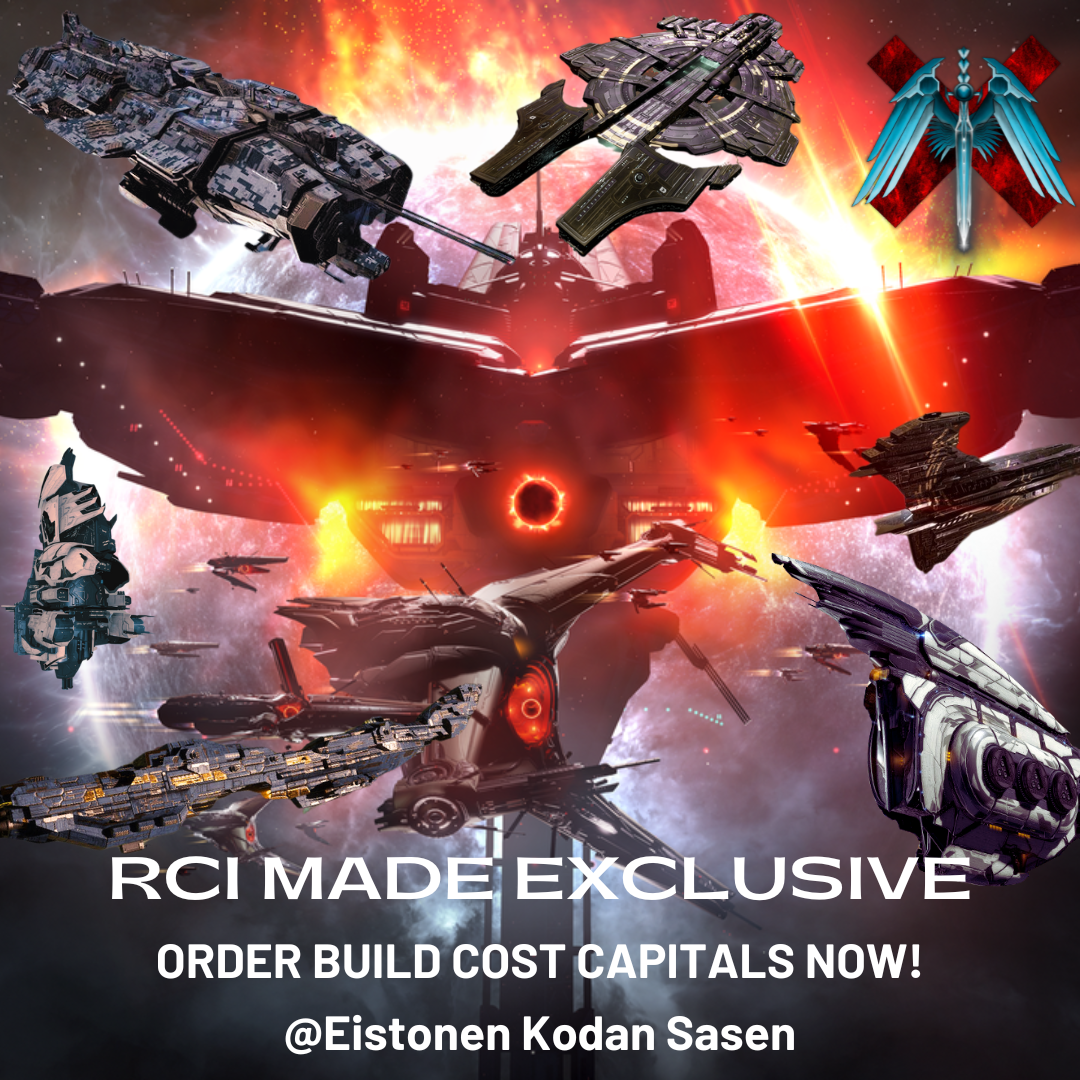 RCI MADE EXCLUSIVE
ORDER BUILD COST CAPITALS NOW!
@Eistonen Kodan Sasen